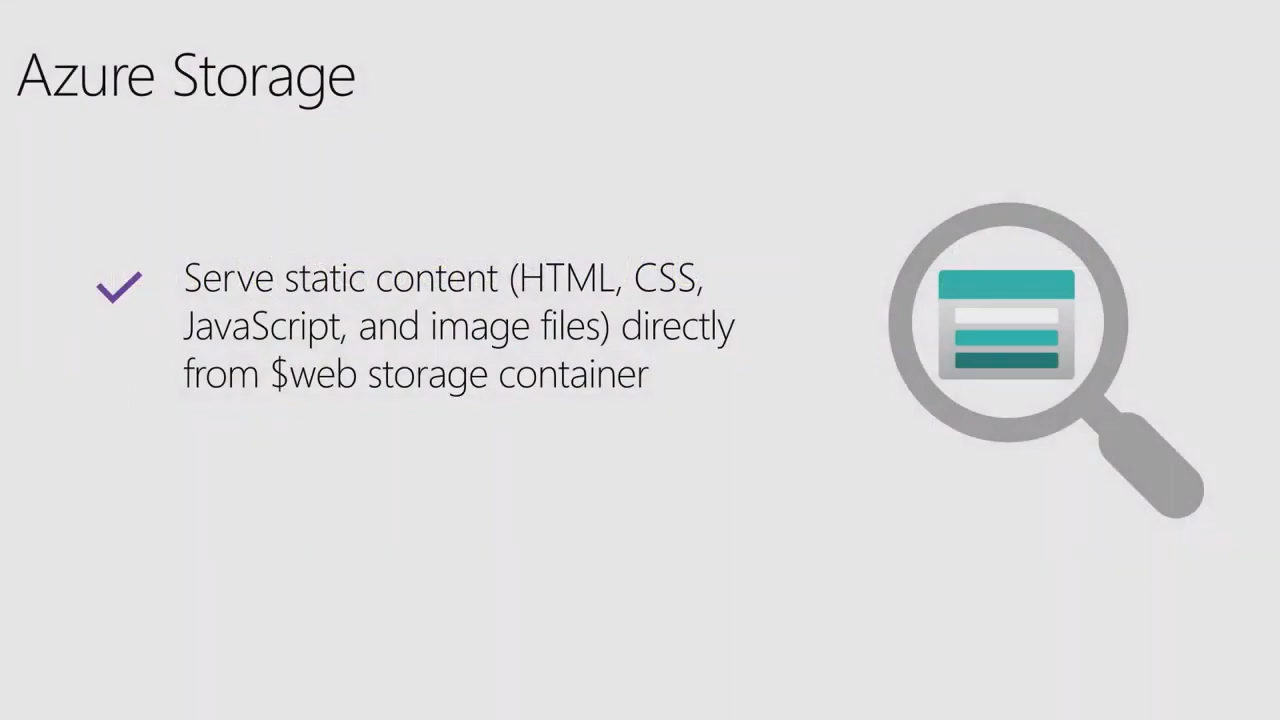 Azure Storage
Serve static content (HTML, CSS,
JavaScript, and image files) directly
from $web storage container